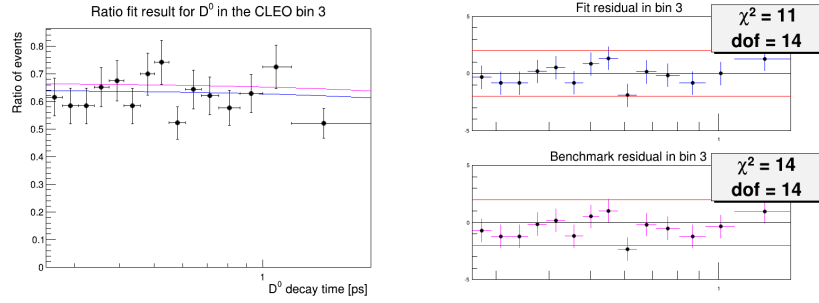 Ratio fit result for D⁰ in the CLEO bin 3
Ratio of events
0.8
0.7
0.6
0.5
0.4
0.3
0.2
0.1
0
1
D⁰ decay time [ps]
Fit residual in bin 3
χ² = 11
dof = 14
5
0
-5
1
Benchmark residual in bin 3
χ² = 14
dof = 14
5
0
-5
1